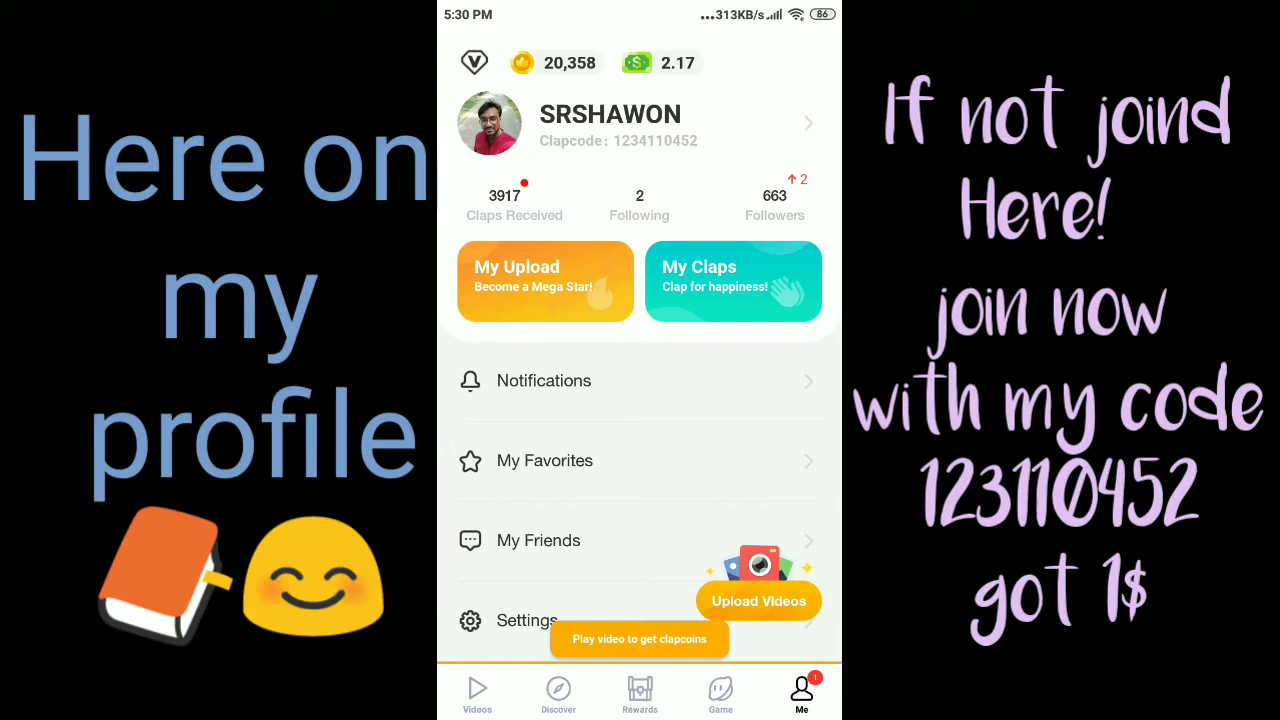 Here on
my
profile
5:30 PM
...313KB/s
86
20,358
2.17
SRSHAWON
Clapcode: 1234110452
3917
Claps Received
2
Following
2
663
Followers
My Upload
Become a Mega Star!
My Claps
Clap for happiness!
Notifications
My Favorites
My Friends
Settings
Upload Videos
Play video to get clapcoins
Videos
Discover
Rewards
Game
1
Me
If not joind
Here!
join now
with my code
123110452
got 1$